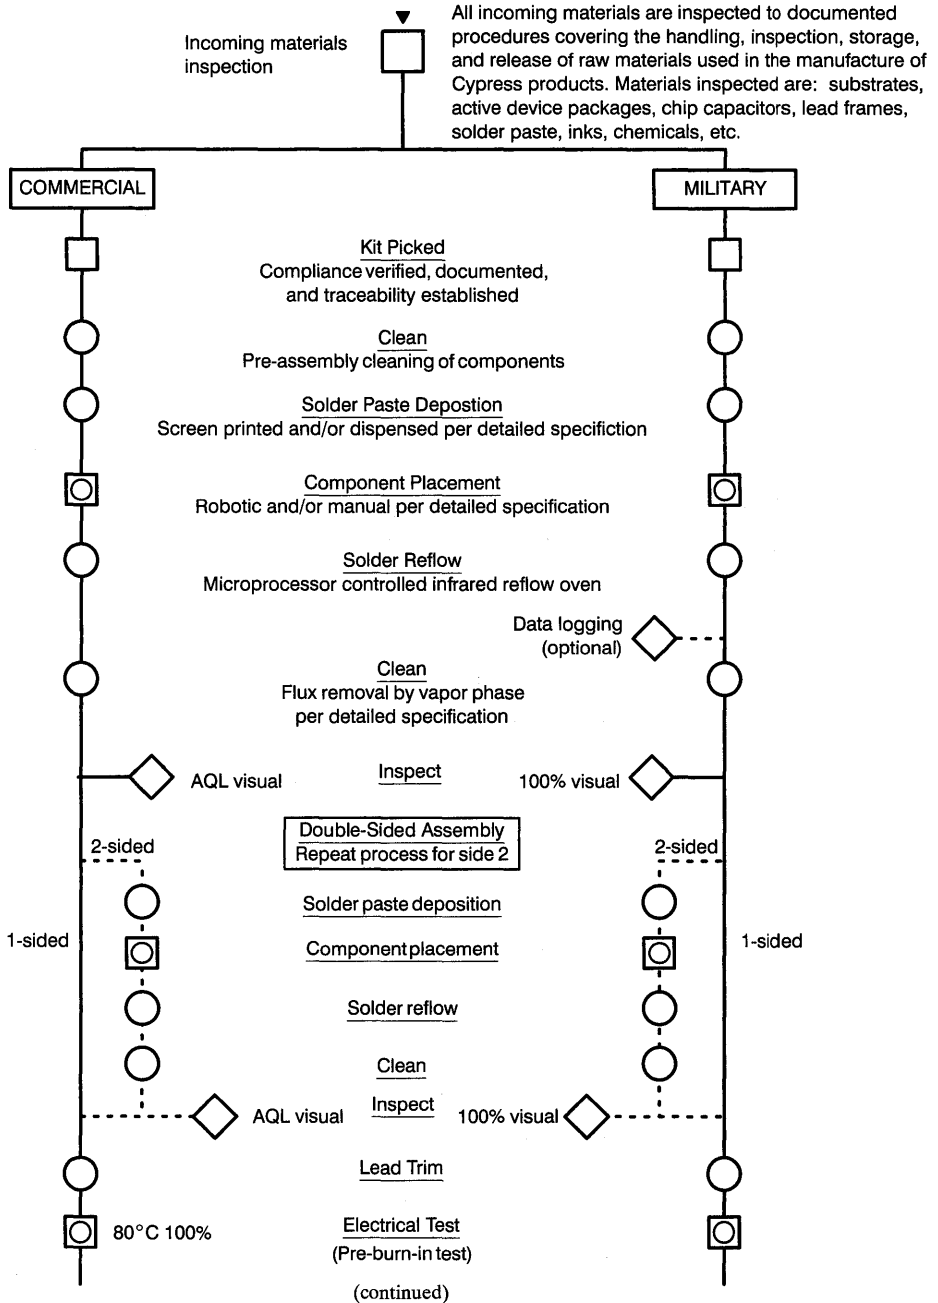 Incoming materials
inspection
All incoming materials are inspected to documented
procedures covering the handling, inspection, storage,
and release of raw materials used in the manufacture of
Cypress products. Materials inspected are: substrates,
active device packages, chip capacitors, lead frames,
solder paste, inks, chemicals, etc.
COMMERCIAL
MILITARY
Kit Picked
Compliance verified, documented,
and traceability established
Clean
Pre-assembly cleaning of components
Solder Paste Depostion
Screen printed and/or dispensed per detailed specifiction
Component Placement
Robotic and/or manual per detailed specification
Solder Reflow
Microprocessor controlled infrared reflow oven
Data logging
(optional)
Clean
Flux removal by vapor phase
per detailed specification
AQL visual
Inspect
100% visual
Double-Sided Assembly
Repeat process for side 2
2-sided
2-sided
Solder paste deposition
1-sided
Component placement
1-sided
Solder reflow
Clean
AQL visual
Inspect
100% visual
Lead Trim
80°C 100%
Electrical Test
(Pre-burn-in test)
(continued)